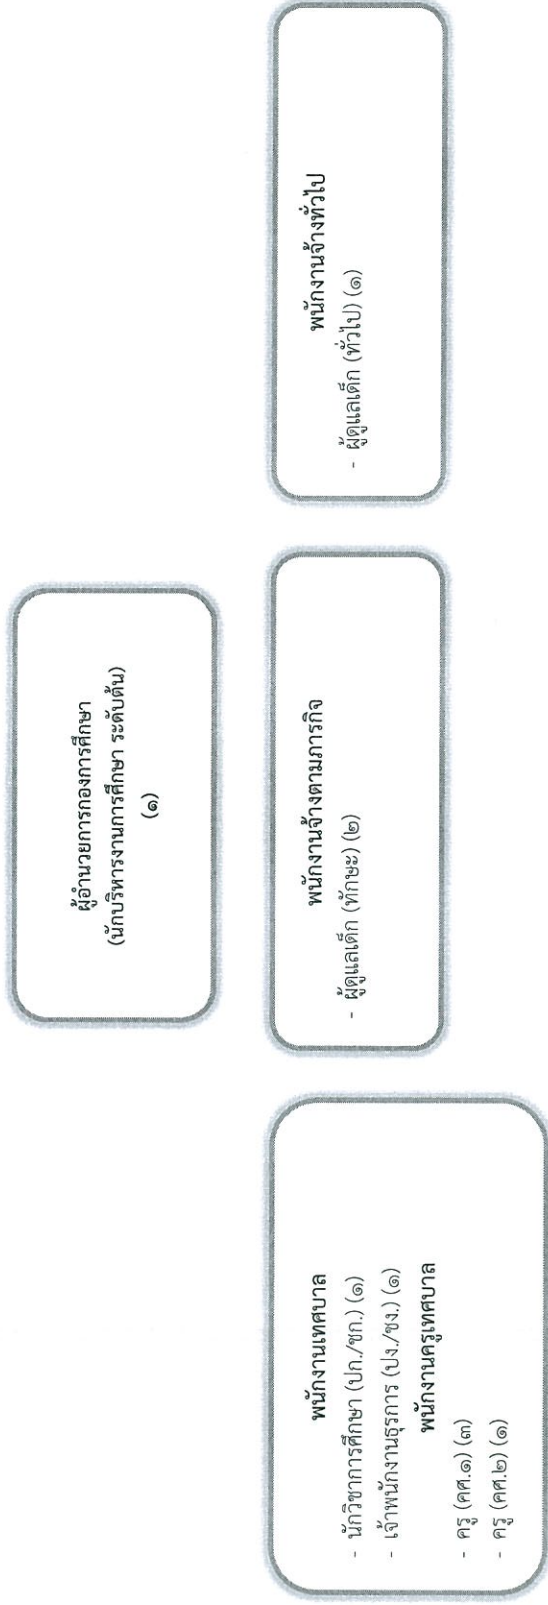 ผู้อำนวยการกองการศึกษา
(นักบริหารงานการศึกษา ระดับต้น)
(๑)
พนักงานเทศบาล
- นักวิชาการศึกษา (ปก./ชก.) (๑)
- เจ้าพนักงานธุรการ (ปง./ชง.) (๑)
พนักงานครูเทศบาล
- ครู (คศ.๑) (๓)
- ครู (คศ.๒) (๑)
พนักงานจ้างตามภารกิจ
- ผู้ดูแลเด็ก (ทักษะ) (๒)
พนักงานจ้างทั่วไป
- ผู้ดูแลเด็ก (ทั่วไป) (๑)